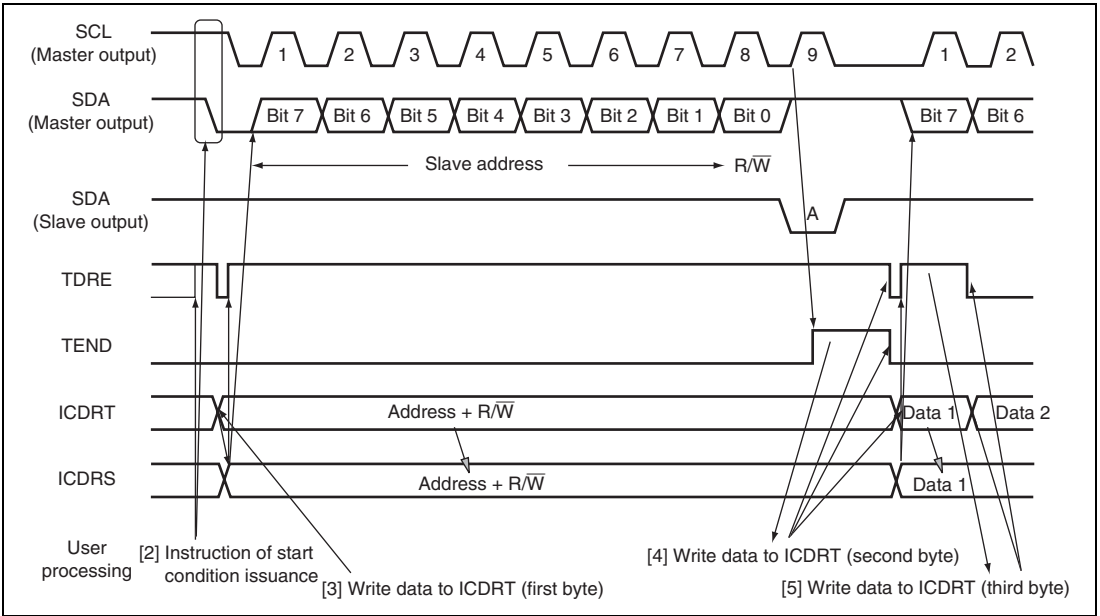 SCL
(Master output)
1 2 3 4 5 6 7 8 9 1 2
SDA
(Master output)
Bit 7 Bit 6 Bit 5 Bit 4 Bit 3 Bit 2 Bit 1 Bit 0 Bit 7 Bit 6
Slave address R/W̅
SDA
(Slave output)
A
TDRE
TEND
ICDRT
Address + R/W̅ Data 1 Data 2
ICDRS
Address + R/W̅ Data 1
User
processing
[2] Instruction of start
condition issuance
[3] Write data to ICDRT (first byte)
[4] Write data to ICDRT (second byte)
[5] Write data to ICDRT (third byte)